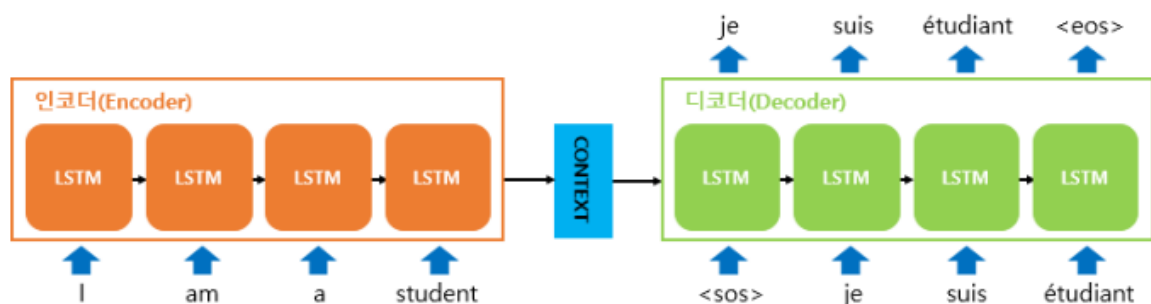 je suis étudiant <eos>
인코더(Encoder) 디코더(Decoder)
LSTM LSTM LSTM LSTM CONTEXT LSTM LSTM LSTM LSTM
I am a student <sos> je suis étudiant